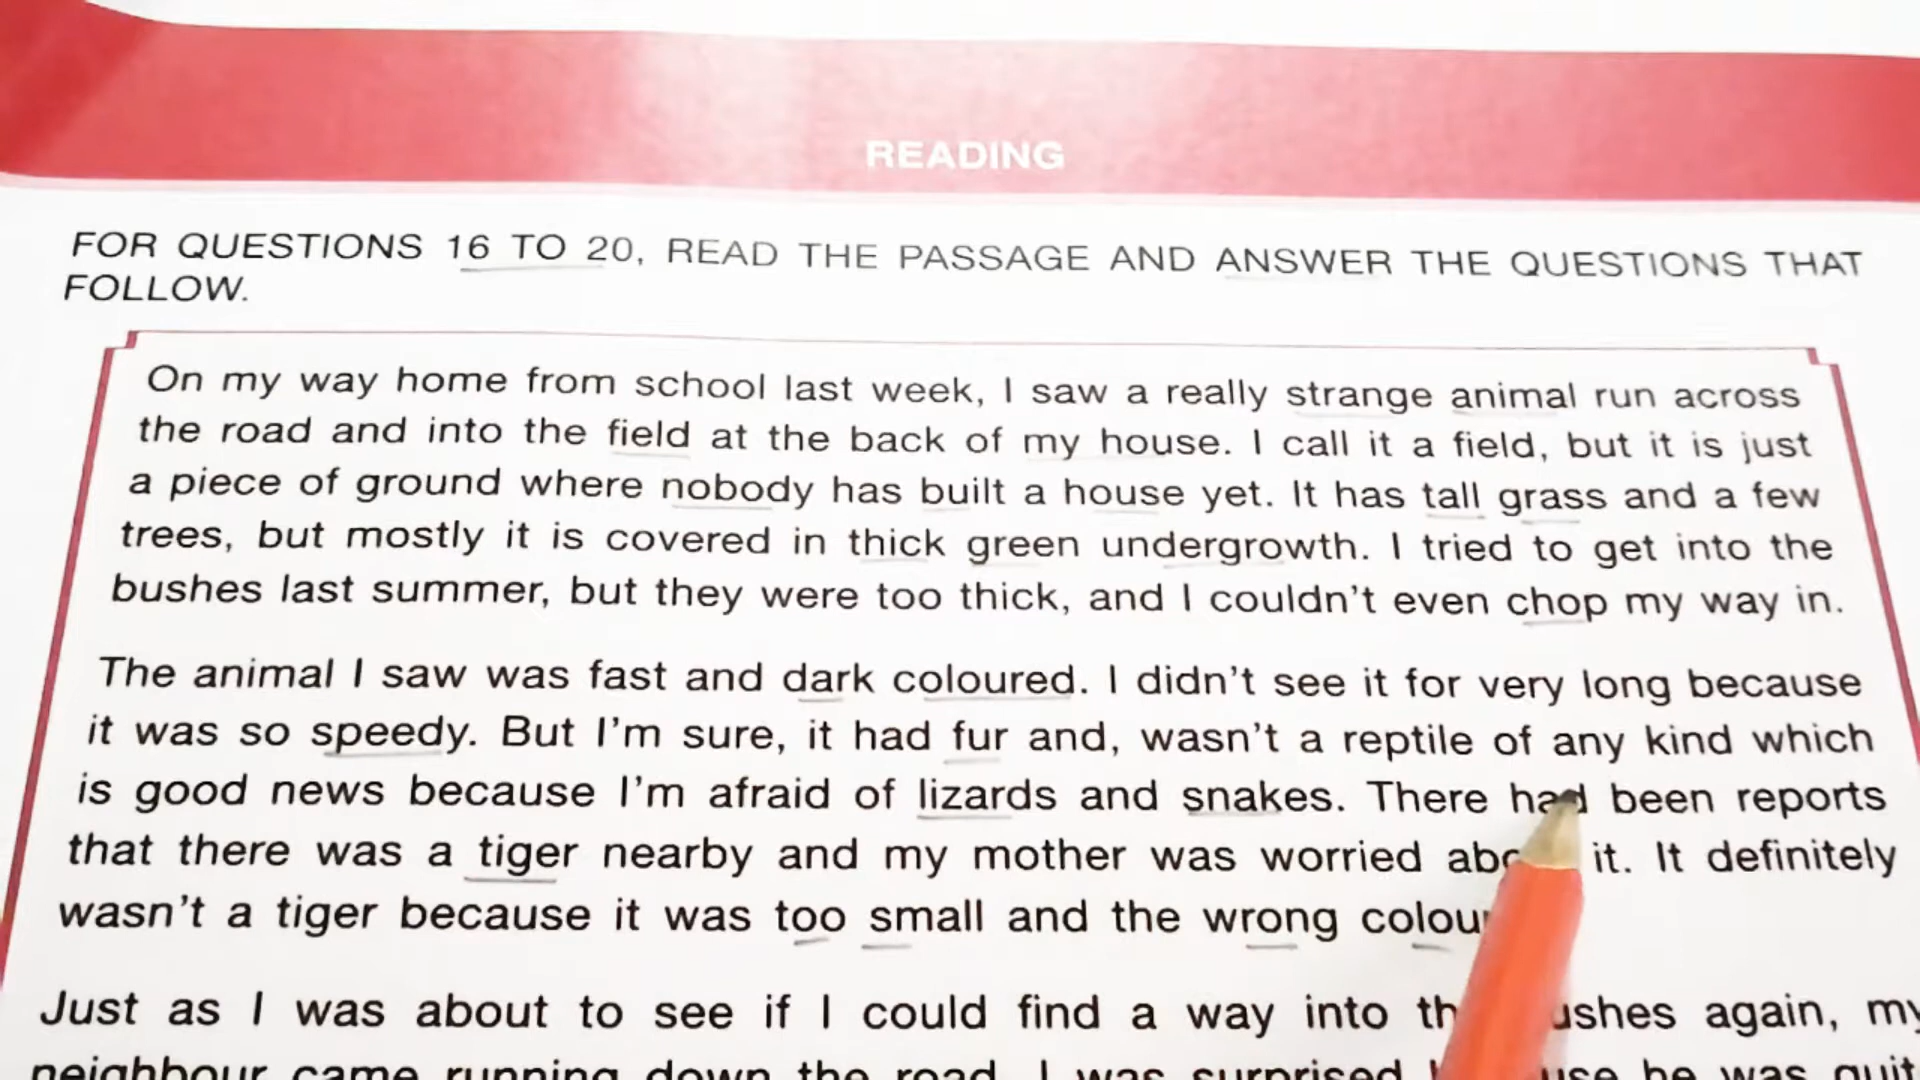 READING
FOR QUESTIONS 16 TO 20, READ THE PASSAGE AND ANSWER THE QUESTIONS THAT
FOLLOW.
On my way home from school last week, I saw a really strange animal run across
the road and into the field at the back of my house. I call it a field, but it is just
a piece of ground where nobody has built a house yet. It has tall grass and a few
trees, but mostly it is covered in thick green undergrowth. I tried to get into the
bushes last summer, but they were too thick, and I couldn't even chop my way in.
The animal I saw was fast and dark coloured. I didn't see it for very long because
it was so speedy. But I'm sure, it had fur and, wasn't a reptile of any kind which
is good news because I'm afraid of lizards and snakes. There had been reports
that there was a tiger nearby and my mother was worried it. It definitely
wasn't a tiger because it was too small and the wrong
Just as I was about to see if I could find a way into again, my
neighbour came running down the road. I was surprised he was